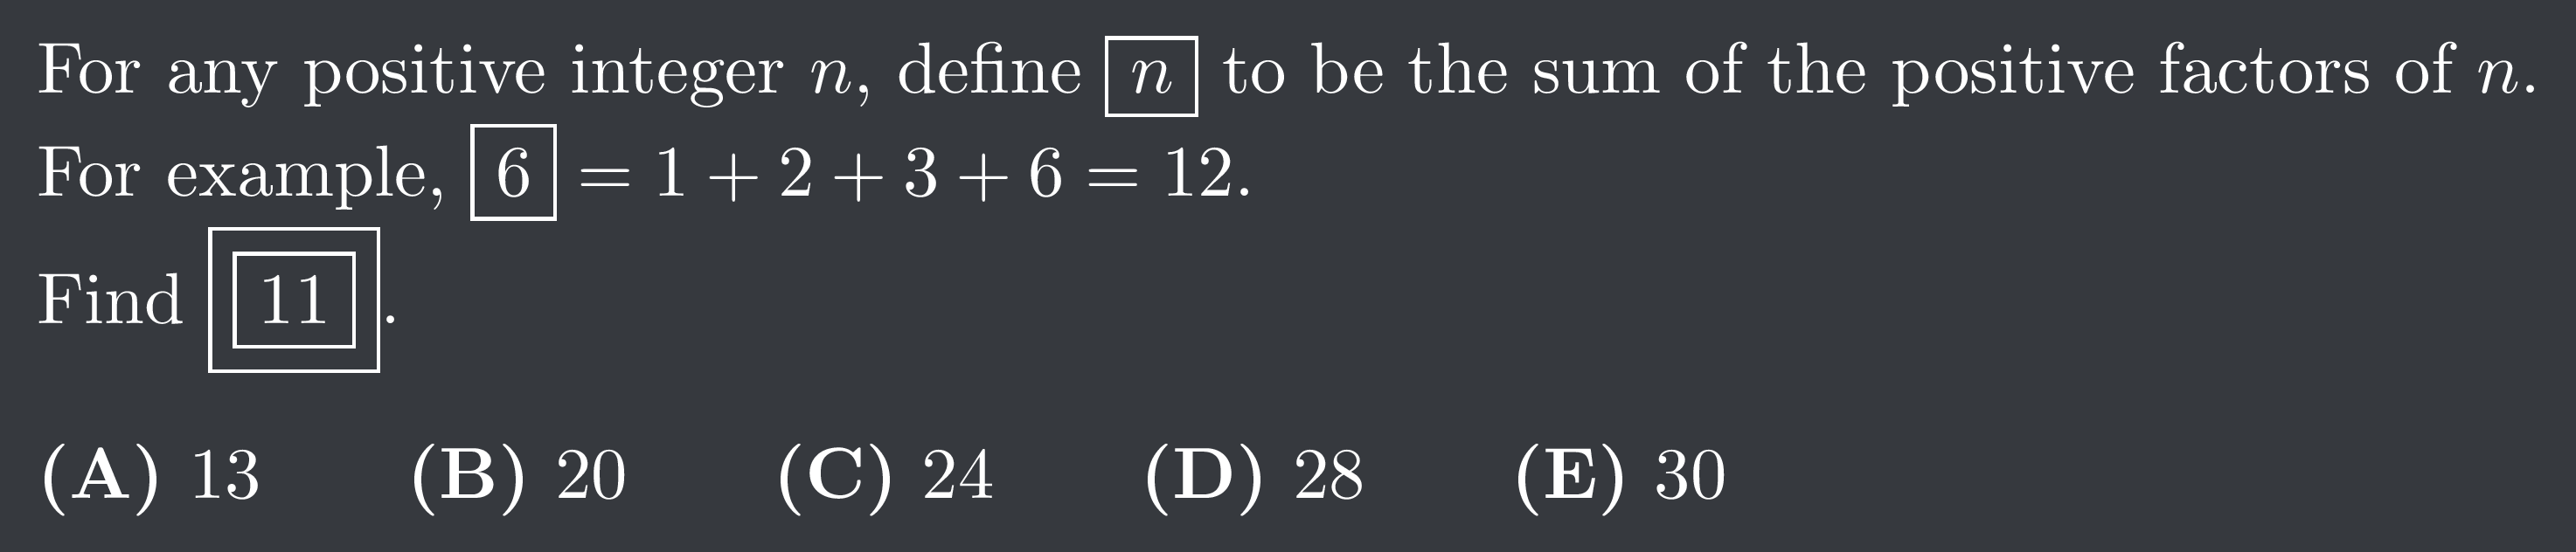 For any positive integer n, define n to be the sum of the positive factors of n.
For example, 6 = 1 + 2 + 3 + 6 = 12.
Find 11.
(A) 13 (B) 20 (C) 24 (D) 28 (E) 30